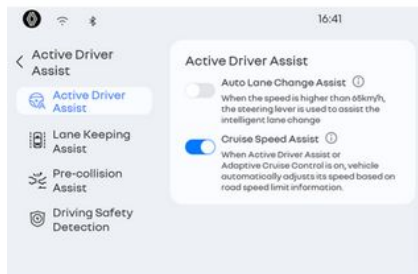 16:41
Active Driver
Assist
Active Driver
Assist
Lane Keeping
Assist
Pre-collision
Assist
Driving Safety
Detection
Active Driver Assist
Auto Lane Change Assist
When the speed is higher than 65km/h,
the steering lever is used to assist the
intelligent lane change
Cruise Speed Assist
When Active Driver Assist or
Adaptive Cruise Control is on, vehicle
automatically adjusts its speed based on
road speed limit information.